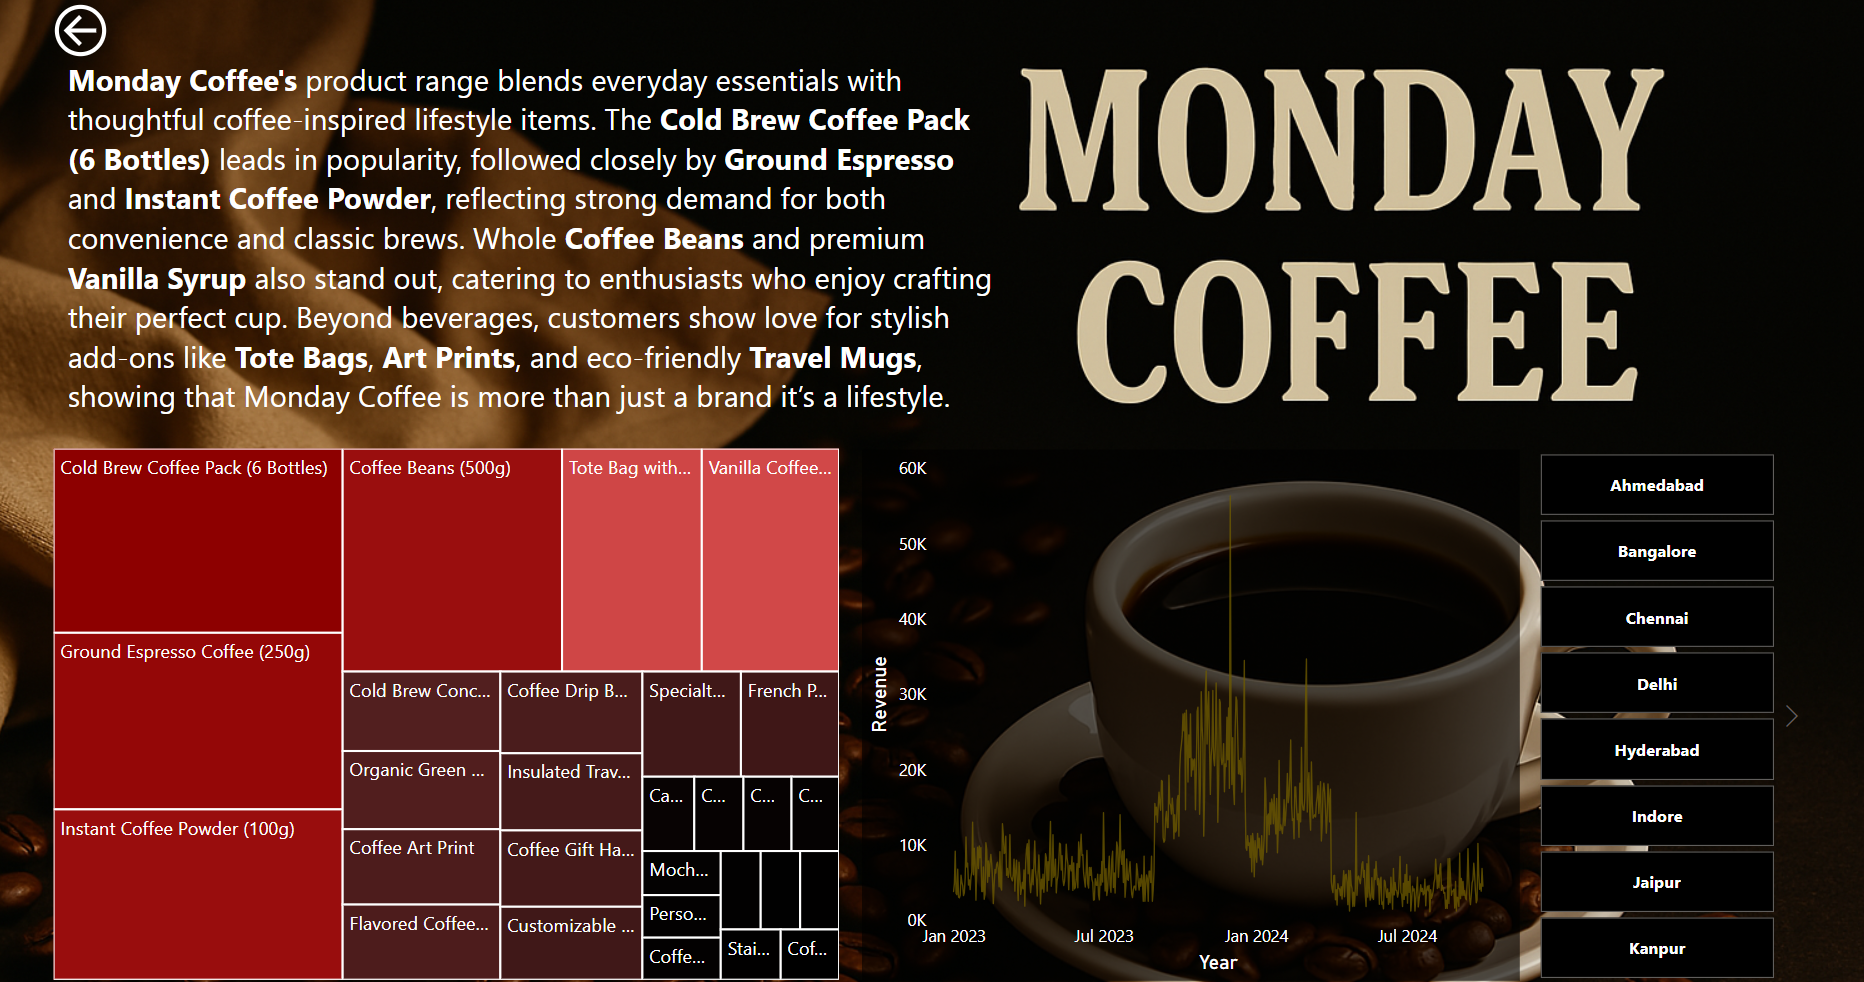 Monday Coffee's product range blends everyday essentials with
thoughtful coffee-inspired lifestyle items. The Cold Brew Coffee Pack
(6 Bottles) leads in popularity, followed closely by Ground Espresso
and Instant Coffee Powder, reflecting strong demand for both
convenience and classic brews. Whole Coffee Beans and premium
Vanilla Syrup also stand out, catering to enthusiasts who enjoy crafting
their perfect cup. Beyond beverages, customers show love for stylish
add-ons like Tote Bags, Art Prints, and eco-friendly Travel Mugs,
showing that Monday Coffee is more than just a brand it’s a lifestyle.
MONDAY
COFFEE
Cold Brew Coffee Pack (6 Bottles)
Ground Espresso Coffee (250g)
Instant Coffee Powder (100g)
Coffee Beans (500g)
Tote Bag with...
Vanilla Coffee...
Cold Brew Conc...
Organic Green ...
Coffee Art Print
Flavored Coffee...
Coffee Drip B...
Insulated Trav...
Coffee Gift Ha...
Customizable ...
Specialt...
French P...
Ca...
C...
C...
C...
Moch...
Perso...
Coffe...
Stai...
Cof...
Revenue
60K
50K
40K
30K
20K
10K
0K
Jan 2023
Jul 2023
Jan 2024
Jul 2024
Year
Ahmedabad
Bangalore
Chennai
Delhi
Hyderabad
Indore
Jaipur
Kanpur